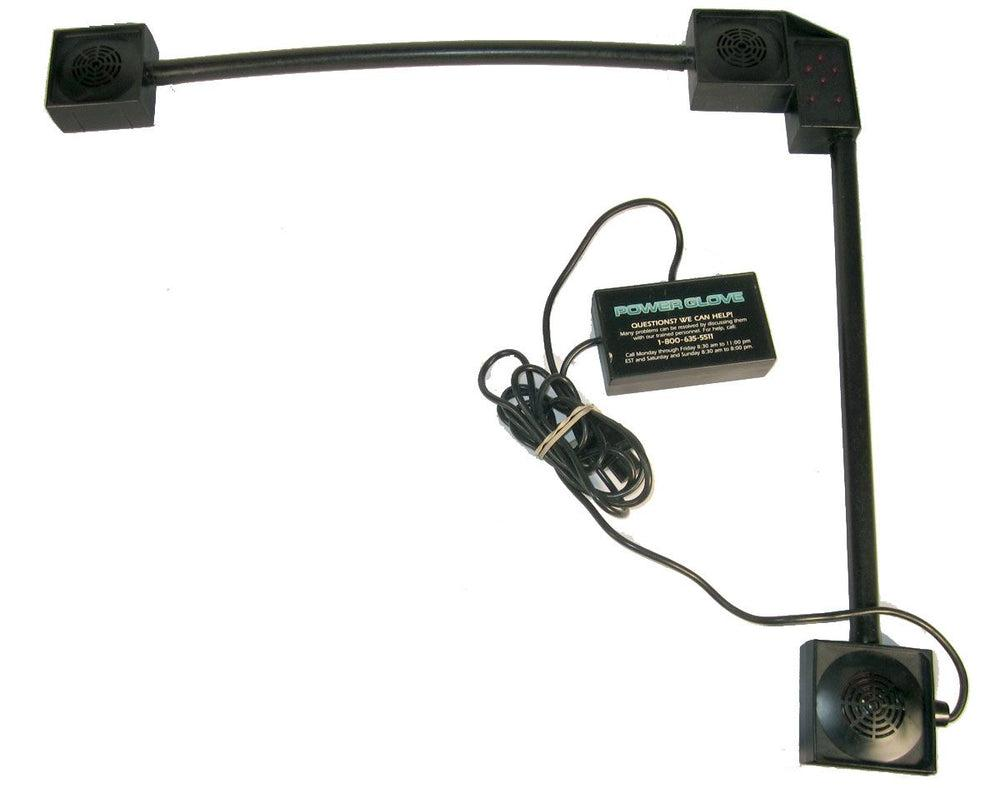 POWER GLOVE
QUESTIONS? WE CAN HELP!
Many problems can be resolved by discussing them
with our trained personnel. For help, call:
1-800-635-5511
Call Monday through Friday 8:30 am to 11:00 pm
EST and Saturday and Sunday 8:30 am to 8:00 pm.